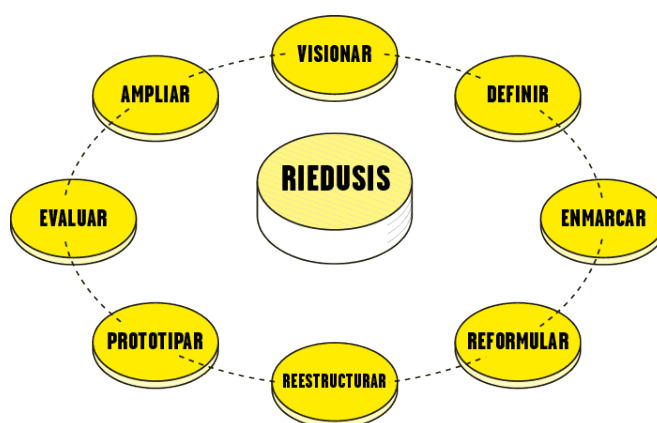 VISIONAR
AMPLIAR
DEFINIR
RIEDUSIS
EVALUAR
ENMARCAR
PROTOTIPAR
REFORMULAR
REESTRUCTURAR